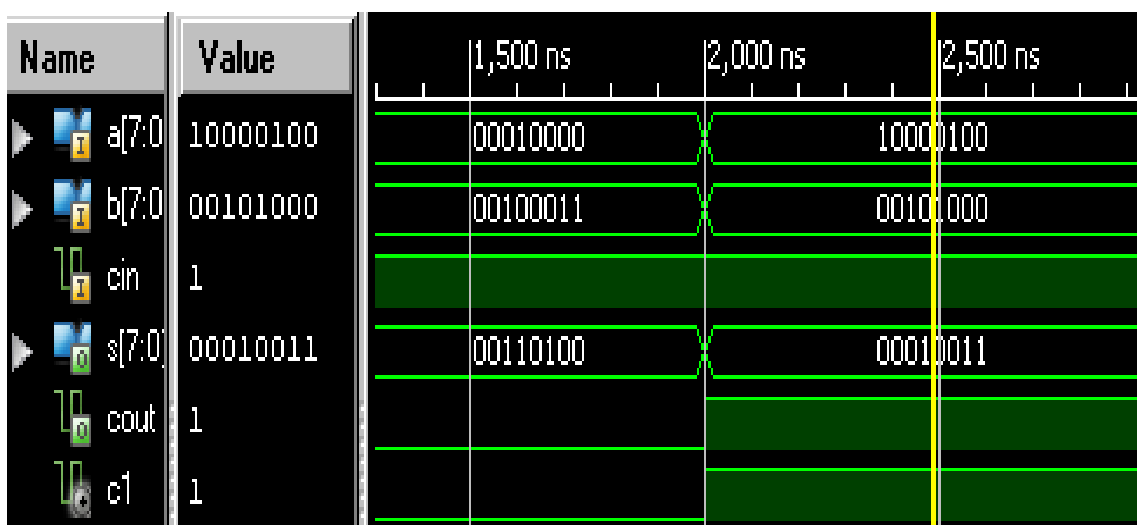 Name Value 1,500 ns 2,000 ns 2,500 ns
a[7:0 10000100 00010000 10000100
b[7:0 00101000 00100011 00101000
cin 1
s[7:0] 00010011 00110100 00010011
cout 1
c1 1